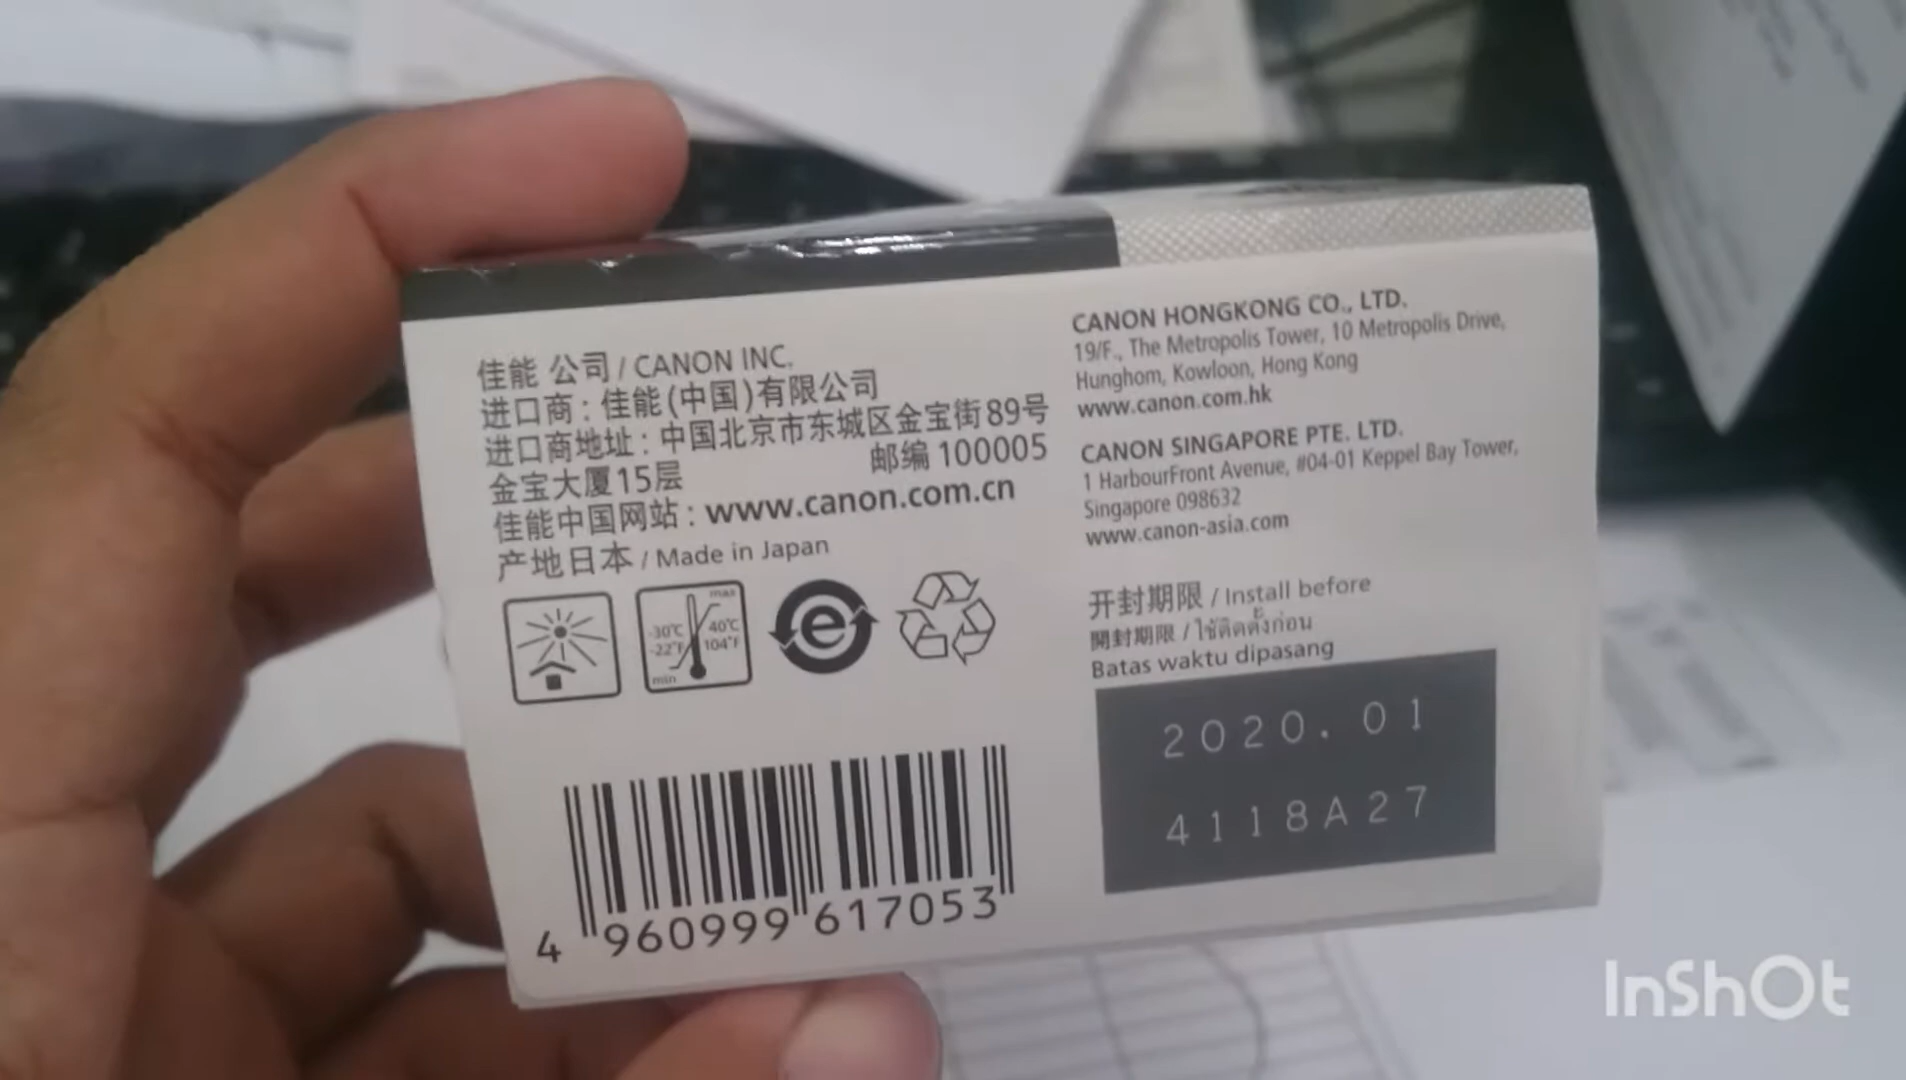 佳能 公司 / CANON INC.
进口商 : 佳能(中国)有限公司
进口商地址 : 中国北京市东城区金宝街89号
金宝大厦15层 邮编 100005
佳能中国网站 : www.canon.com.cn
产地日本 / Made in Japan
max
-30℃ 40℃
-22°F 104°F
min
e
4 960999 617053
CANON HONGKONG CO., LTD.
19/F., The Metropolis Tower, 10 Metropolis Drive,
Hunghom, Kowloon, Hong Kong
www.canon.com.hk
CANON SINGAPORE PTE. LTD.
1 HarbourFront Avenue, #04-01 Keppel Bay Tower,
Singapore 098632
www.canon-asia.com
开封期限 / Install before
開封期限 / ใช้ติดตั้งก่อน
Batas waktu dipasang
2020. 01
4118A27
InShOt